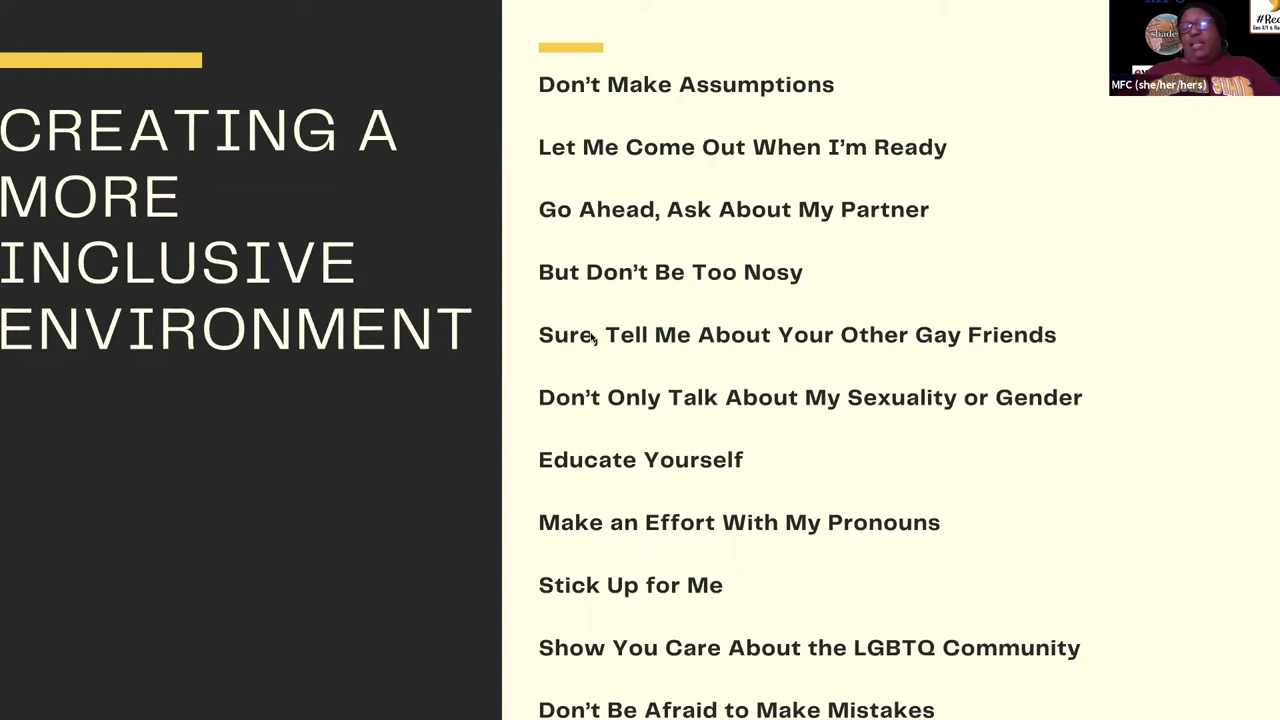 CREATING A
MORE
INCLUSIVE
ENVIRONMENT
Don’t Make Assumptions
Let Me Come Out When I’m Ready
Go Ahead, Ask About My Partner
But Don’t Be Too Nosy
Sure, Tell Me About Your Other Gay Friends
Don’t Only Talk About My Sexuality or Gender
Educate Yourself
Make an Effort With My Pronouns
Stick Up for Me
Show You Care About the LGBTQ Community
Don’t Be Afraid to Make Mistakes
shade
MFC (she/her/hers)